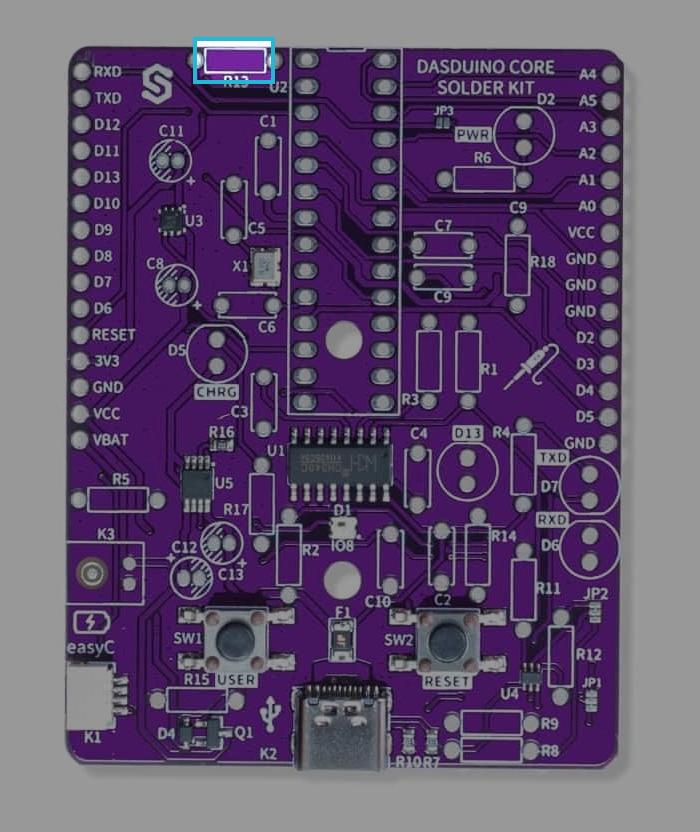 R13
U2
DASDUINO CORE
SOLDER KIT
RXD
TXD
D12
D11
D13
D10
D9
D8
D7
D6
RESET
3V3
GND
VCC
VBAT
A4
A5
A3
A2
A1
A0
VCC
GND
GND
GND
D2
D3
D4
D5
GND
JP3
D2
PWR
R6
C11
C1
U3
C5
X1
C8
C6
C7
C9
C9
R18
D5
CHRG
R3
R1
C3
R16
U1
C4
D13
R4
TXD
D7
RXD
D6
R5
U5
R17
D1
IO8
R2
R14
K3
C12
C13
C10
C2
R11
JP2
F1
SW1
USER
SW2
RESET
easyC
R12
JP1
U4
R15
K1
D4
Q1
K2
R10
R7
R9
R8